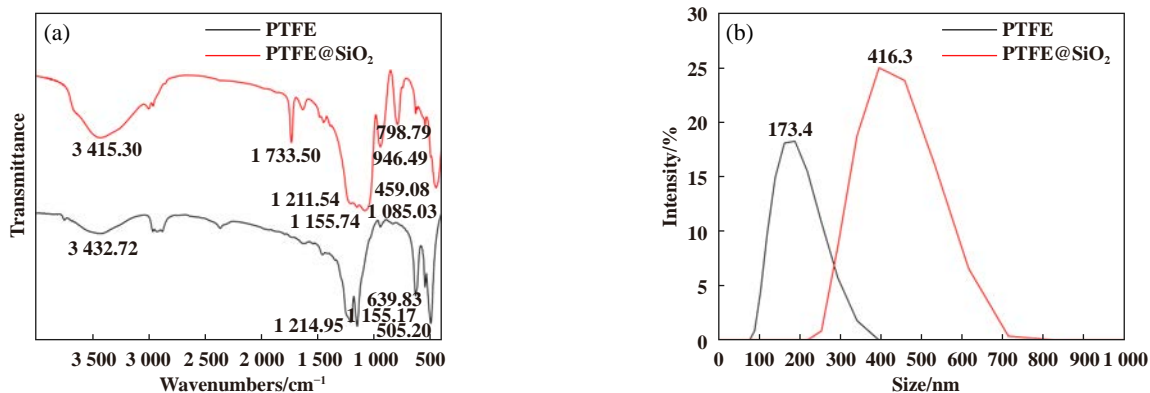 (a)
PTFE
PTFE@SiO₂
3 415.30
1 733.50
798.79
946.49
1 211.54
459.08
1 155.74
1 085.03
3 432.72
639.83
1 214.95
1 155.17
505.20
Transmittance
3 500 3 000 2 500 2 000 1 500 1 000 500
Wavenumbers/cm⁻¹
(b)
PTFE
PTFE@SiO₂
416.3
173.4
Intensity/%
30
25
20
15
10
5
0
0 100 200 300 400 500 600 700 800 900 1 000
Size/nm